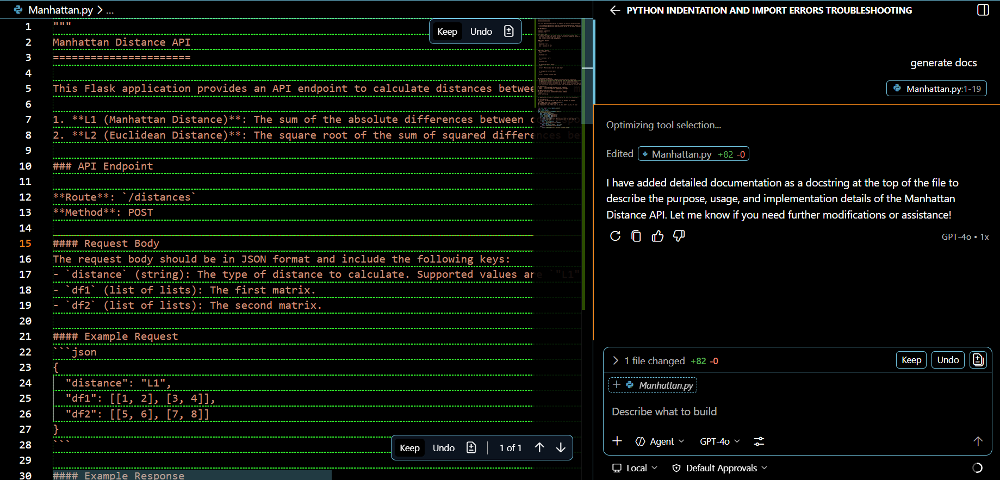 Manhattan.py > ...
1 """
2 Manhattan Distance API
3 ======================
4
5 This Flask application provides an API endpoint to calculate distances betwee
6
7 1. **L1 (Manhattan Distance)**: The sum of the absolute differences between
8 2. **L2 (Euclidean Distance)**: The square root of the sum of squared differences be
9
10 ### API Endpoint
11
12 **Route**: `/distances`
13 **Method**: POST
14
15 #### Request Body
16 The request body should be in JSON format and include the following keys:
17 - `distance` (string): The type of distance to calculate. Supported values are `"L1"
18 - `df1` (list of lists): The first matrix.
19 - `df2` (list of lists): The second matrix.
20
21 #### Example Request
22 ```json
23 {
24   "distance": "L1",
25   "df1": [[1, 2], [3, 4]],
26   "df2": [[5, 6], [7, 8]]
27 }
28 ```
29
30 #### Example Response
Keep Undo
Keep Undo 1 of 1
PYTHON INDENTATION AND IMPORT ERRORS TROUBLESHOOTING
generate docs
Manhattan.py:1-19
Optimizing tool selection...
Edited Manhattan.py +82 -0
I have added detailed documentation as a docstring at the top of the file to
describe the purpose, usage, and implementation details of the Manhattan
Distance API. Let me know if you need further modifications or assistance!
GPT-4o • 1x
1 file changed +82 -0 Keep Undo
Manhattan.py
Describe what to build
Agent GPT-4o
Local Default Approvals